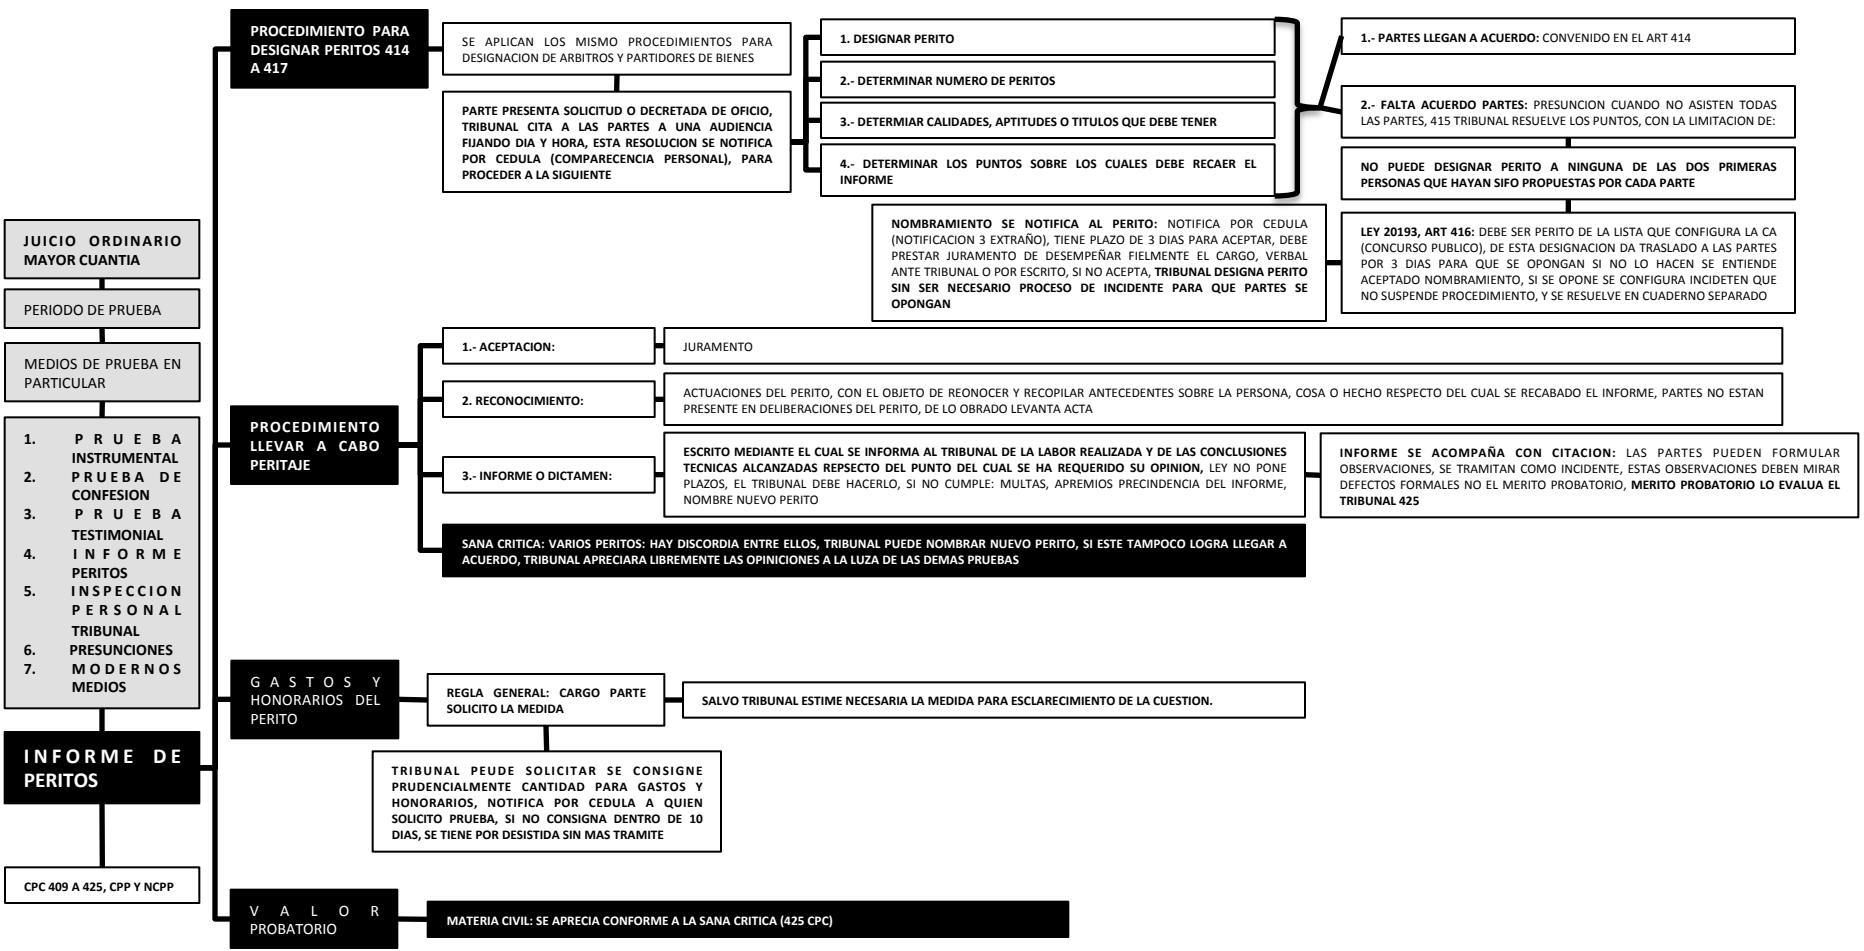 JUICIO ORDINARIO
MAYOR CUANTIA
PERIODO DE PRUEBA
MEDIOS DE PRUEBA EN
PARTICULAR
1. PRUEBA
INSTRUMENTAL
2. PRUEBA DE
CONFESION
3. PRUEBA
TESTIMONIAL
4. INFORME
PERITOS
5. INSPECCION
PERSONAL
TRIBUNAL
6. PRESUNCIONES
7. MODERNOS
MEDIOS
INFORME DE
PERITOS
CPC 409 A 425, CPP Y NCPP
PROCEDIMIENTO PARA
DESIGNAR PERITOS 414
A 417
SE APLICAN LOS MISMO PROCEDIMIENTOS PARA
DESIGNACION DE ARBITROS Y PARTIDORES DE BIENES
PARTE PRESENTA SOLICITUD O DECRETADA DE OFICIO,
TRIBUNAL CITA A LAS PARTES A UNA AUDIENCIA
FIJANDO DIA Y HORA, ESTA RESOLUCION SE NOTIFICA
POR CEDULA (COMPARECENCIA PERSONAL), PARA
PROCEDER A LA SIGUIENTE
1. DESIGNAR PERITO
2.- DETERMINAR NUMERO DE PERITOS
3.- DETERMIAR CALIDADES, APTITUDES O TITULOS QUE DEBE TENER
4.- DETERMINAR LOS PUNTOS SOBRE LOS CUALES DEBE RECAER EL
INFORME
1.- PARTES LLEGAN A ACUERDO: CONVENIDO EN EL ART 414
2.- FALTA ACUERDO PARTES: PRESUNCION CUANDO NO ASISTEN TODAS
LAS PARTES, 415 TRIBUNAL RESUELVE LOS PUNTOS, CON LA LIMITACION DE:
NO PUEDE DESIGNAR PERITO A NINGUNA DE LAS DOS PRIMERAS
PERSONAS QUE HAYAN SIFO PROPUESTAS POR CADA PARTE
LEY 20193, ART 416: DEBE SER PERITO DE LA LISTA QUE CONFIGURA LA CA
(CONCURSO PUBLICO), DE ESTA DESIGNACION DA TRASLADO A LAS PARTES
POR 3 DIAS PARA QUE SE OPONGAN SI NO LO HACEN SE ENTIENDE
ACEPTADO NOMBRAMIENTO, SI SE OPONE SE CONFIGURA INCIDETEN QUE
NO SUSPENDE PROCEDIMIENTO, Y SE RESUELVE EN CUADERNO SEPARADO
NOMBRAMIENTO SE NOTIFICA AL PERITO: NOTIFICA POR CEDULA
(NOTIFICACION 3 EXTRAÑO), TIENE PLAZO DE 3 DIAS PARA ACEPTAR, DEBE
PRESTAR JURAMENTO DE DESEMPEÑAR FIELMENTE EL CARGO, VERBAL
ANTE TRIBUNAL O POR ESCRITO, SI NO ACEPTA, TRIBUNAL DESIGNA PERITO
SIN SER NECESARIO PROCESO DE INCIDENTE PARA QUE PARTES SE
OPONGAN
PROCEDIMIENTO
LLEVAR A CABO
PERITAJE
1.- ACEPTACION:
JURAMENTO
2. RECONOCIMIENTO:
ACTUACIONES DEL PERITO, CON EL OBJETO DE REONOCER Y RECOPILAR ANTECEDENTES SOBRE LA PERSONA, COSA O HECHO RESPECTO DEL CUAL SE RECABADO EL INFORME, PARTES NO ESTAN
PRESENTE EN DELIBERACIONES DEL PERITO, DE LO OBRADO LEVANTA ACTA
3.- INFORME O DICTAMEN:
ESCRITO MEDIANTE EL CUAL SE INFORMA AL TRIBUNAL DE LA LABOR REALIZADA Y DE LAS CONCLUSIONES
TECNICAS ALCANZADAS REPSECTO DEL PUNTO DEL CUAL SE HA REQUERIDO SU OPINION, LEY NO PONE
PLAZOS, EL TRIBUNAL DEBE HACERLO, SI NO CUMPLE: MULTAS, APREMIOS PRECINDENCIA DEL INFORME,
NOMBRE NUEVO PERITO
INFORME SE ACOMPAÑA CON CITACION: LAS PARTES PUEDEN FORMULAR
OBSERVACIONES, SE TRAMITAN COMO INCIDENTE, ESTAS OBSERVACIONES DEBEN MIRAR
DEFECTOS FORMALES NO EL MERITO PROBATORIO, MERITO PROBATORIO LO EVALUA EL
TRIBUNAL 425
SANA CRITICA: VARIOS PERITOS: HAY DISCORDIA ENTRE ELLOS, TRIBUNAL PUEDE NOMBRAR NUEVO PERITO, SI ESTE TAMPOCO LOGRA LLEGAR A
ACUERDO, TRIBUNAL APRECIARA LIBREMENTE LAS OPINIONES A LA LUZA DE LAS DEMAS PRUEBAS
GASTOS Y
HONORARIOS DEL
PERITO
REGLA GENERAL: CARGO PARTE
SOLICITO LA MEDIDA
SALVO TRIBUNAL ESTIME NECESARIA LA MEDIDA PARA ESCLARECIMIENTO DE LA CUESTION.
TRIBUNAL PEUDE SOLICITAR SE CONSIGNE
PRUDENCIALMENTE CANTIDAD PARA GASTOS Y
HONORARIOS, NOTIFICA POR CEDULA A QUIEN
SOLICITO PRUEBA, SI NO CONSIGNA DENTRO DE 10
DIAS, SE TIENE POR DESISTIDA SIN MAS TRAMITE
VALOR
PROBATORIO
MATERIA CIVIL: SE APRECIA CONFORME A LA SANA CRITICA (425 CPC)